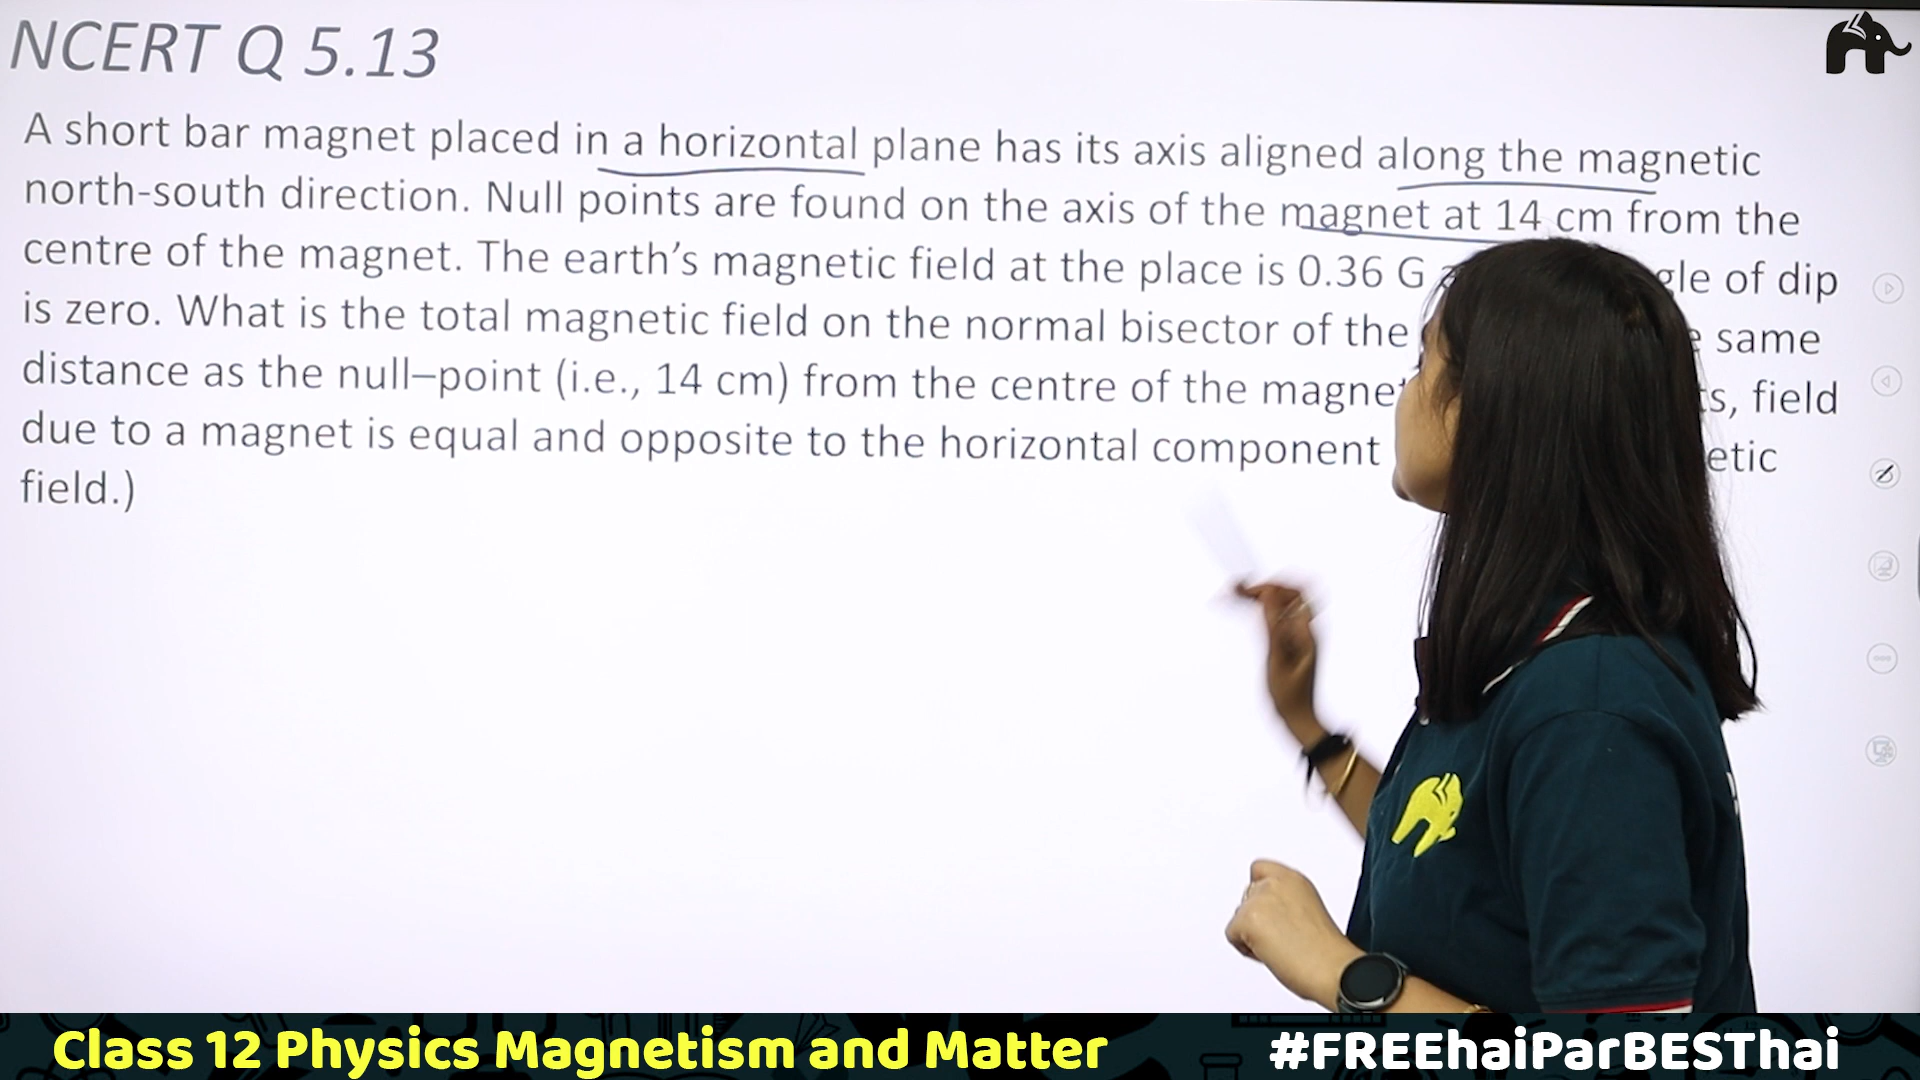 NCERT Q 5.13
A short bar magnet placed in a horizontal plane has its axis aligned along the magnetic
north-south direction. Null points are found on the axis of the magnet at 14 cm from the
centre of the magnet. The earth's magnetic field at the place is 0.36 G gle of dip
is zero. What is the total magnetic field on the normal bisector of the same
distance as the null–point (i.e., 14 cm) from the centre of the magne s, field
due to a magnet is equal and opposite to the horizontal component etic
field.)
Class 12 Physics Magnetism and Matter #FREEhaiParBESThai